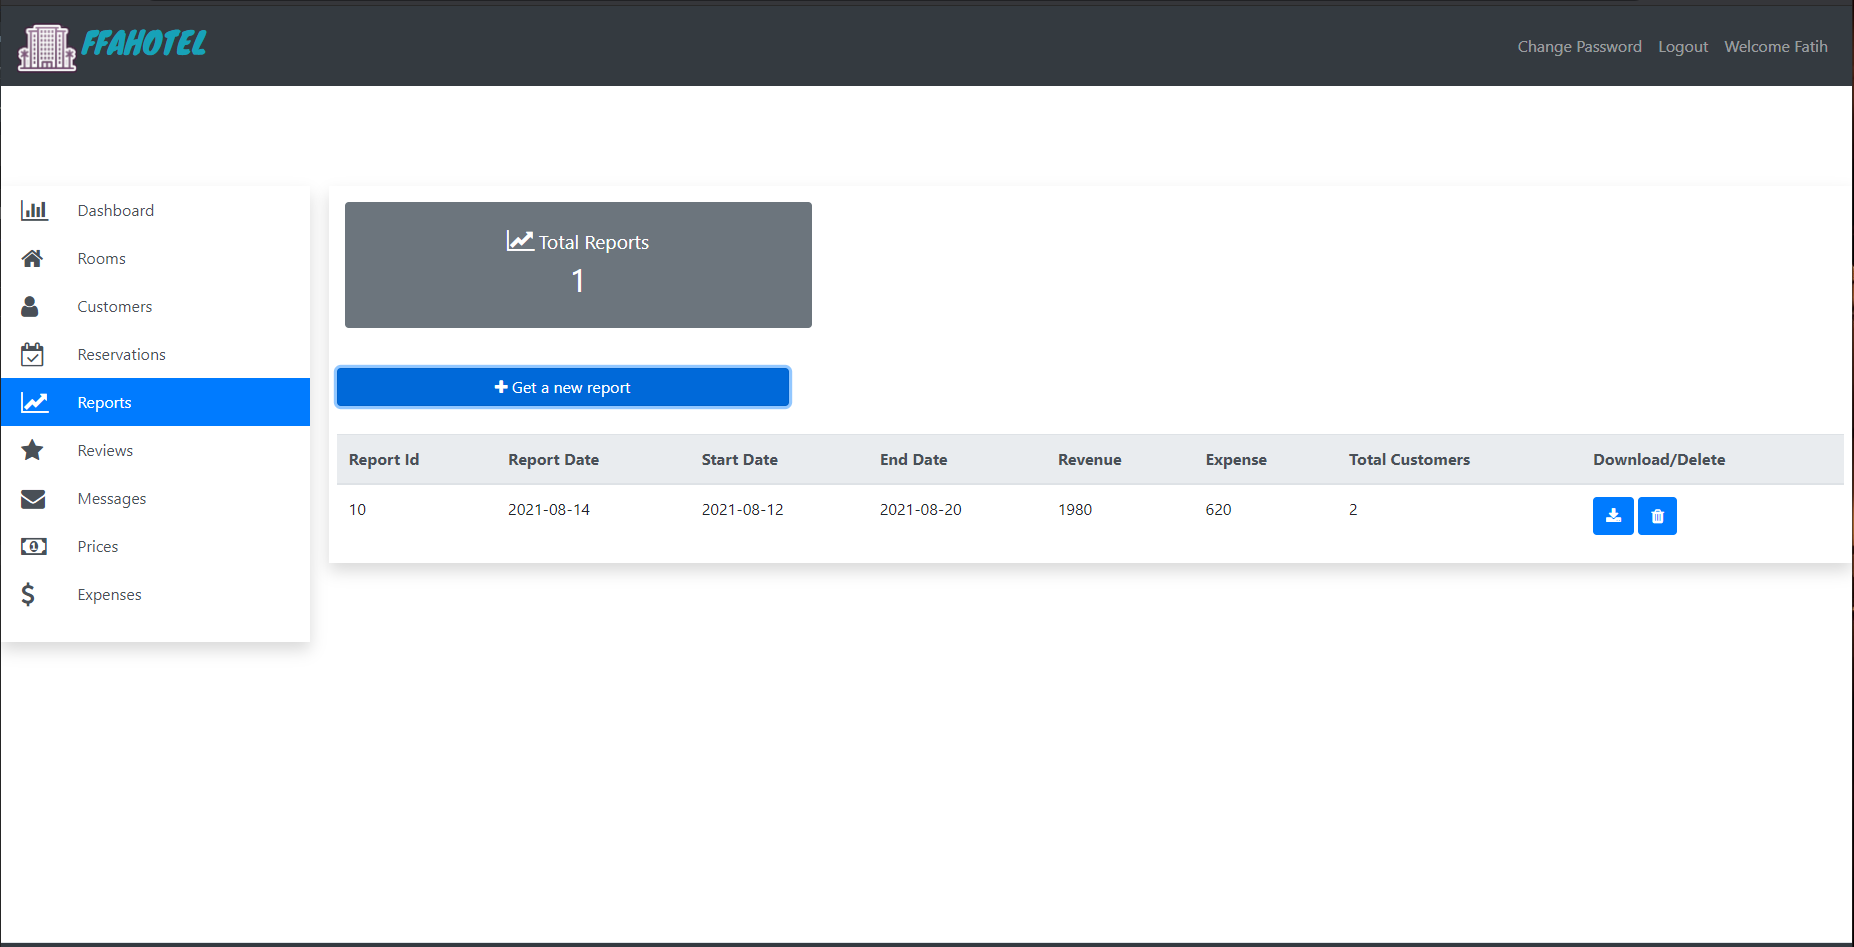 FFAHOTEL
Change Password Logout Welcome Fatih
Dashboard
Rooms
Customers
Reservations
Reports
Reviews
Messages
Prices
Expenses
Total Reports
1
Get a new report
Report Id Report Date Start Date End Date Revenue Expense Total Customers Download/Delete
10 2021-08-14 2021-08-12 2021-08-20 1980 620 2